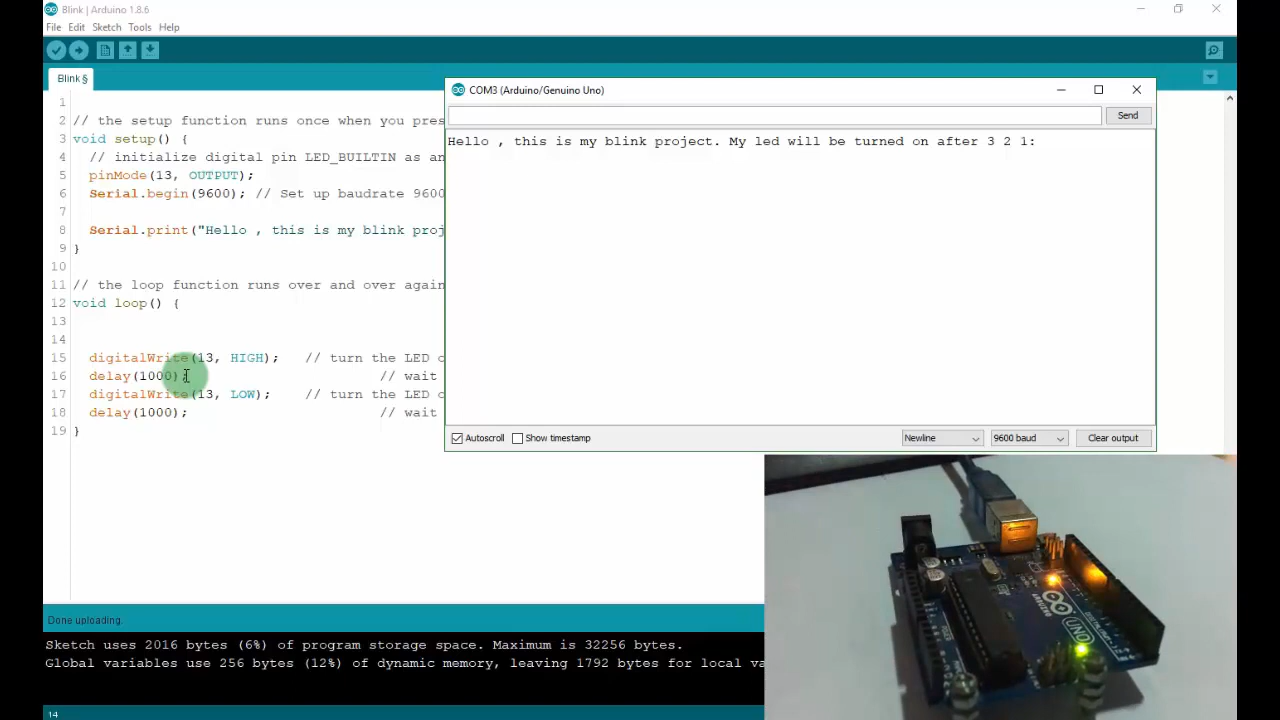 Blink | Arduino 1.8.6
File Edit Sketch Tools Help
Blink§
1
2 // the setup function runs once when you pres
3 void setup() {
4 // initialize digital pin LED_BUILTIN as an
5 pinMode(13, OUTPUT);
6 Serial.begin(9600); // Set up baudrate 9600
7
8 Serial.print("Hello , this is my blink proj
9 }
10
11 // the loop function runs over and over again
12 void loop() {
13
14
15 digitalWrite(13, HIGH); // turn the LED o
16 delay(1000); // wait
17 digitalWrite(13, LOW); // turn the LED o
18 delay(1000); // wait
19 }
COM3 (Arduino/Genuino Uno)
Send
Hello , this is my blink project. My led will be turned on after 3 2 1:
Autoscroll Show timestamp Newline 9600 baud Clear output
Done uploading.
Sketch uses 2016 bytes (6%) of program storage space. Maximum is 32256 bytes.
Global variables use 256 bytes (12%) of dynamic memory, leaving 1792 bytes for local va
14
UNO